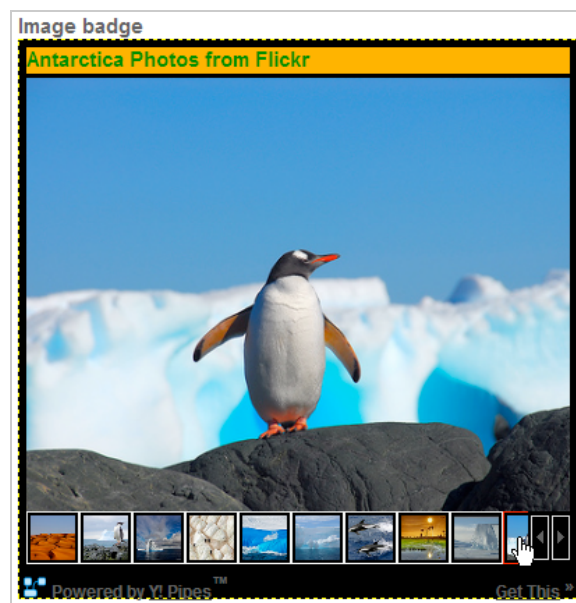 Image badge
Antarctica Photos from Flickr
Powered by Y! Pipes™
Get This »